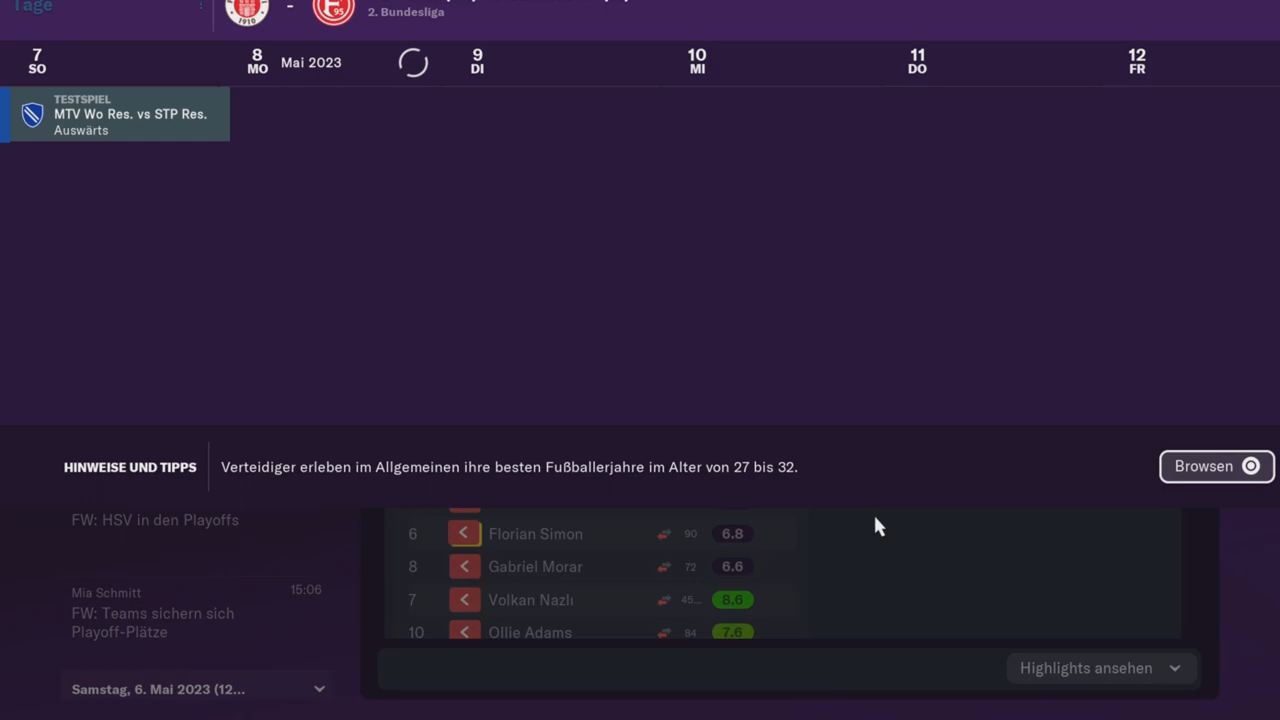 Tage
1910
F 95
-
2. Bundesliga
7
SO
8
MO
Mai 2023
9
DI
10
MI
11
DO
12
FR
TESTSPIEL
MTV Wo Res. vs STP Res.
Auswärts
HINWEISE UND TIPPS
Verteidiger erleben im Allgemeinen ihre besten Fußballerjahre im Alter von 27 bis 32.
Browsen
FW: HSV in den Playoffs
Mia Schmitt
15:06
FW: Teams sichern sich
Playoff-Plätze
Samstag, 6. Mai 2023 (12...
6 Florian Simon 90 6.8
8 Gabriel Morar 72 6.6
7 Volkan Nazlı 45... 8.6
10 Ollie Adams 84 7.6
Highlights ansehen